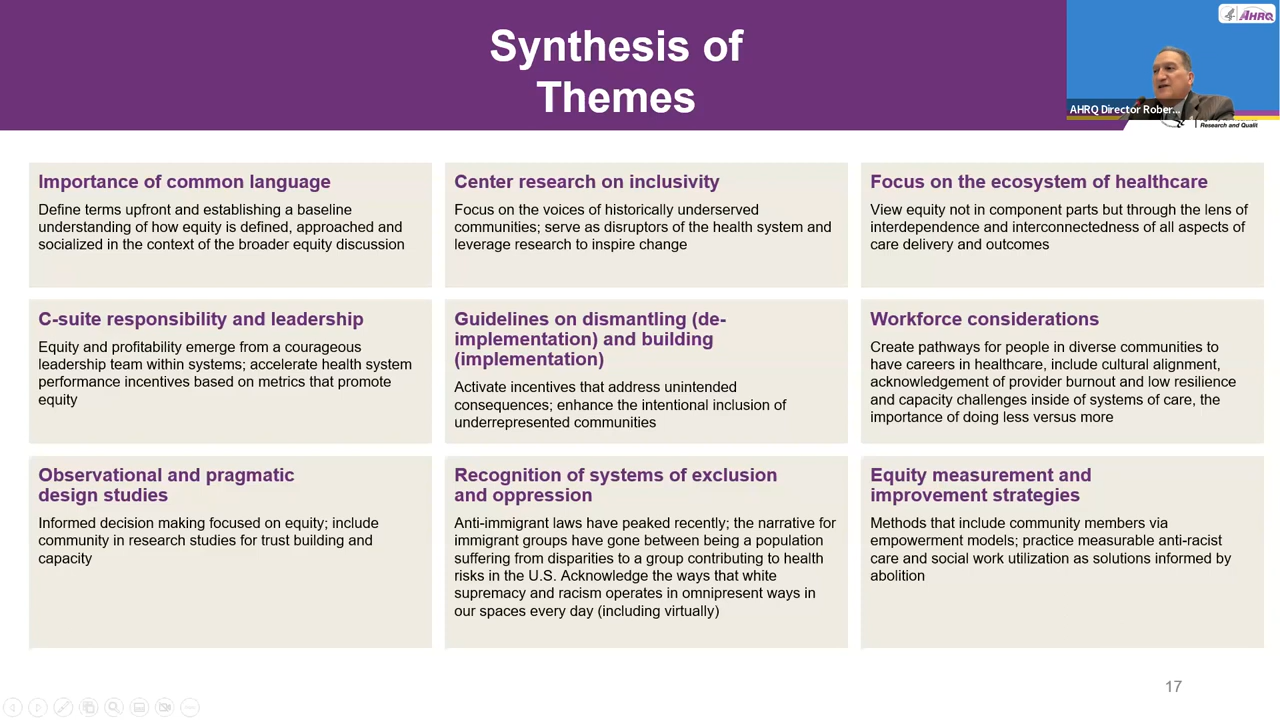 Synthesis of
Themes
AHRQ
AHRQ Director Rober...
Research and Qualit
Importance of common language
Define terms upfront and establishing a baseline
understanding of how equity is defined, approached and
socialized in the context of the broader equity discussion
Center research on inclusivity
Focus on the voices of historically underserved
communities; serve as disruptors of the health system and
leverage research to inspire change
Focus on the ecosystem of healthcare
View equity not in component parts but through the lens of
interdependence and interconnectedness of all aspects of
care delivery and outcomes
C-suite responsibility and leadership
Equity and profitability emerge from a courageous
leadership team within systems; accelerate health system
performance incentives based on metrics that promote
equity
Guidelines on dismantling (de-
implementation) and building
(implementation)
Activate incentives that address unintended
consequences; enhance the intentional inclusion of
underrepresented communities
Workforce considerations
Create pathways for people in diverse communities to
have careers in healthcare, include cultural alignment,
acknowledgement of provider burnout and low resilience
and capacity challenges inside of systems of care, the
importance of doing less versus more
Observational and pragmatic
design studies
Informed decision making focused on equity; include
community in research studies for trust building and
capacity
Recognition of systems of exclusion
and oppression
Anti-immigrant laws have peaked recently; the narrative for
immigrant groups have gone between being a population
suffering from disparities to a group contributing to health
risks in the U.S. Acknowledge the ways that white
supremacy and racism operates in omnipresent ways in
our spaces every day (including virtually)
Equity measurement and
improvement strategies
Methods that include community members via
empowerment models; practice measurable anti-racist
care and social work utilization as solutions informed by
abolition
17